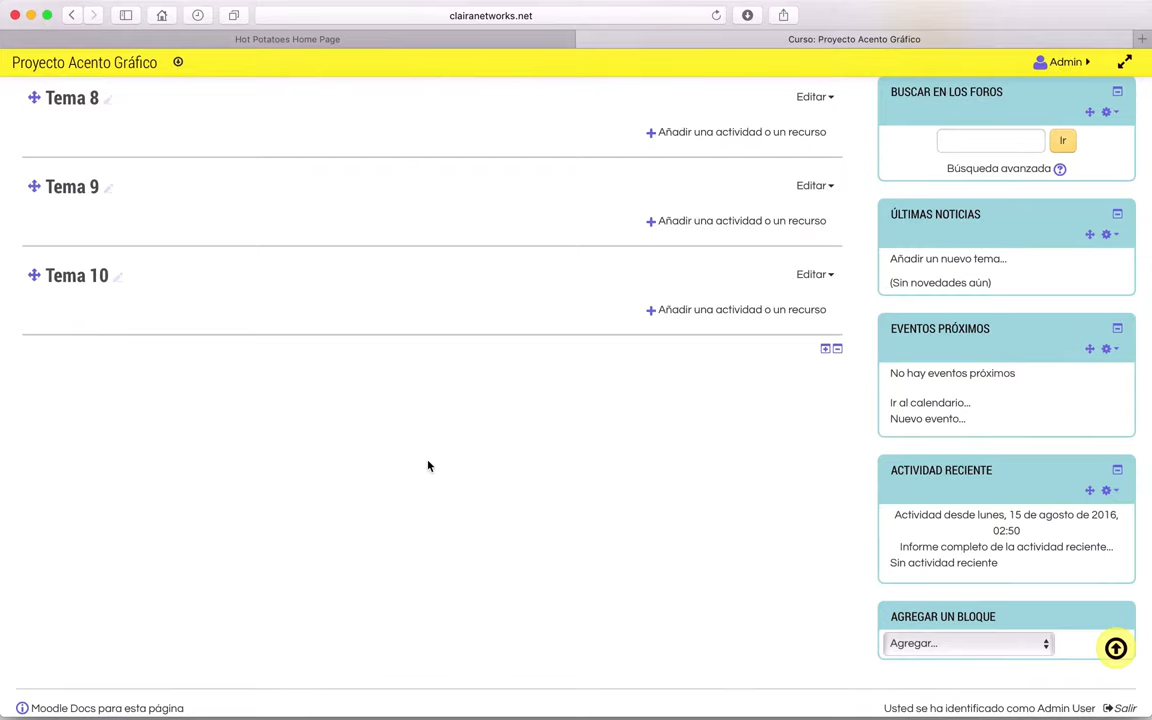 clairanetworks.net
Hot Potatoes Home Page
Curso: Proyecto Acento Gráfico
Proyecto Acento Gráfico
Admin
Tema 8
Editar
Añadir una actividad o un recurso
Tema 9
Editar
Añadir una actividad o un recurso
Tema 10
Editar
Añadir una actividad o un recurso
BUSCAR EN LOS FOROS
Ir
Búsqueda avanzada
ÚLTIMAS NOTICIAS
Añadir un nuevo tema...
(Sin novedades aún)
EVENTOS PRÓXIMOS
No hay eventos próximos
Ir al calendario...
Nuevo evento...
ACTIVIDAD RECIENTE
Actividad desde lunes, 15 de agosto de 2016,
02:50
Informe completo de la actividad reciente...
Sin actividad reciente
AGREGAR UN BLOQUE
Agregar...
Moodle Docs para esta página
Usted se ha identificado como Admin User Salir